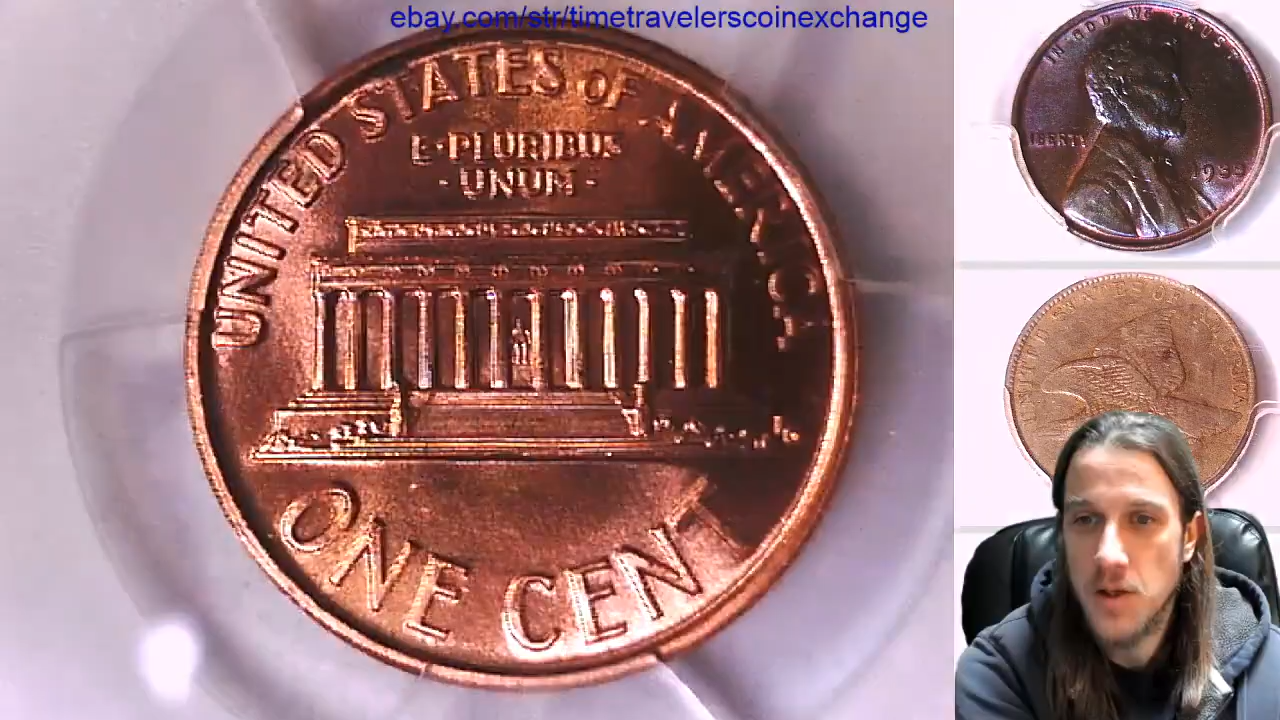 ebay.com/str/timetravelerscoinexchange
UNITED STATES OF AMERICA
E·PLURIBUS
·UNUM·
ONE CENT
IN GOD WE TRUST
LIBERTY